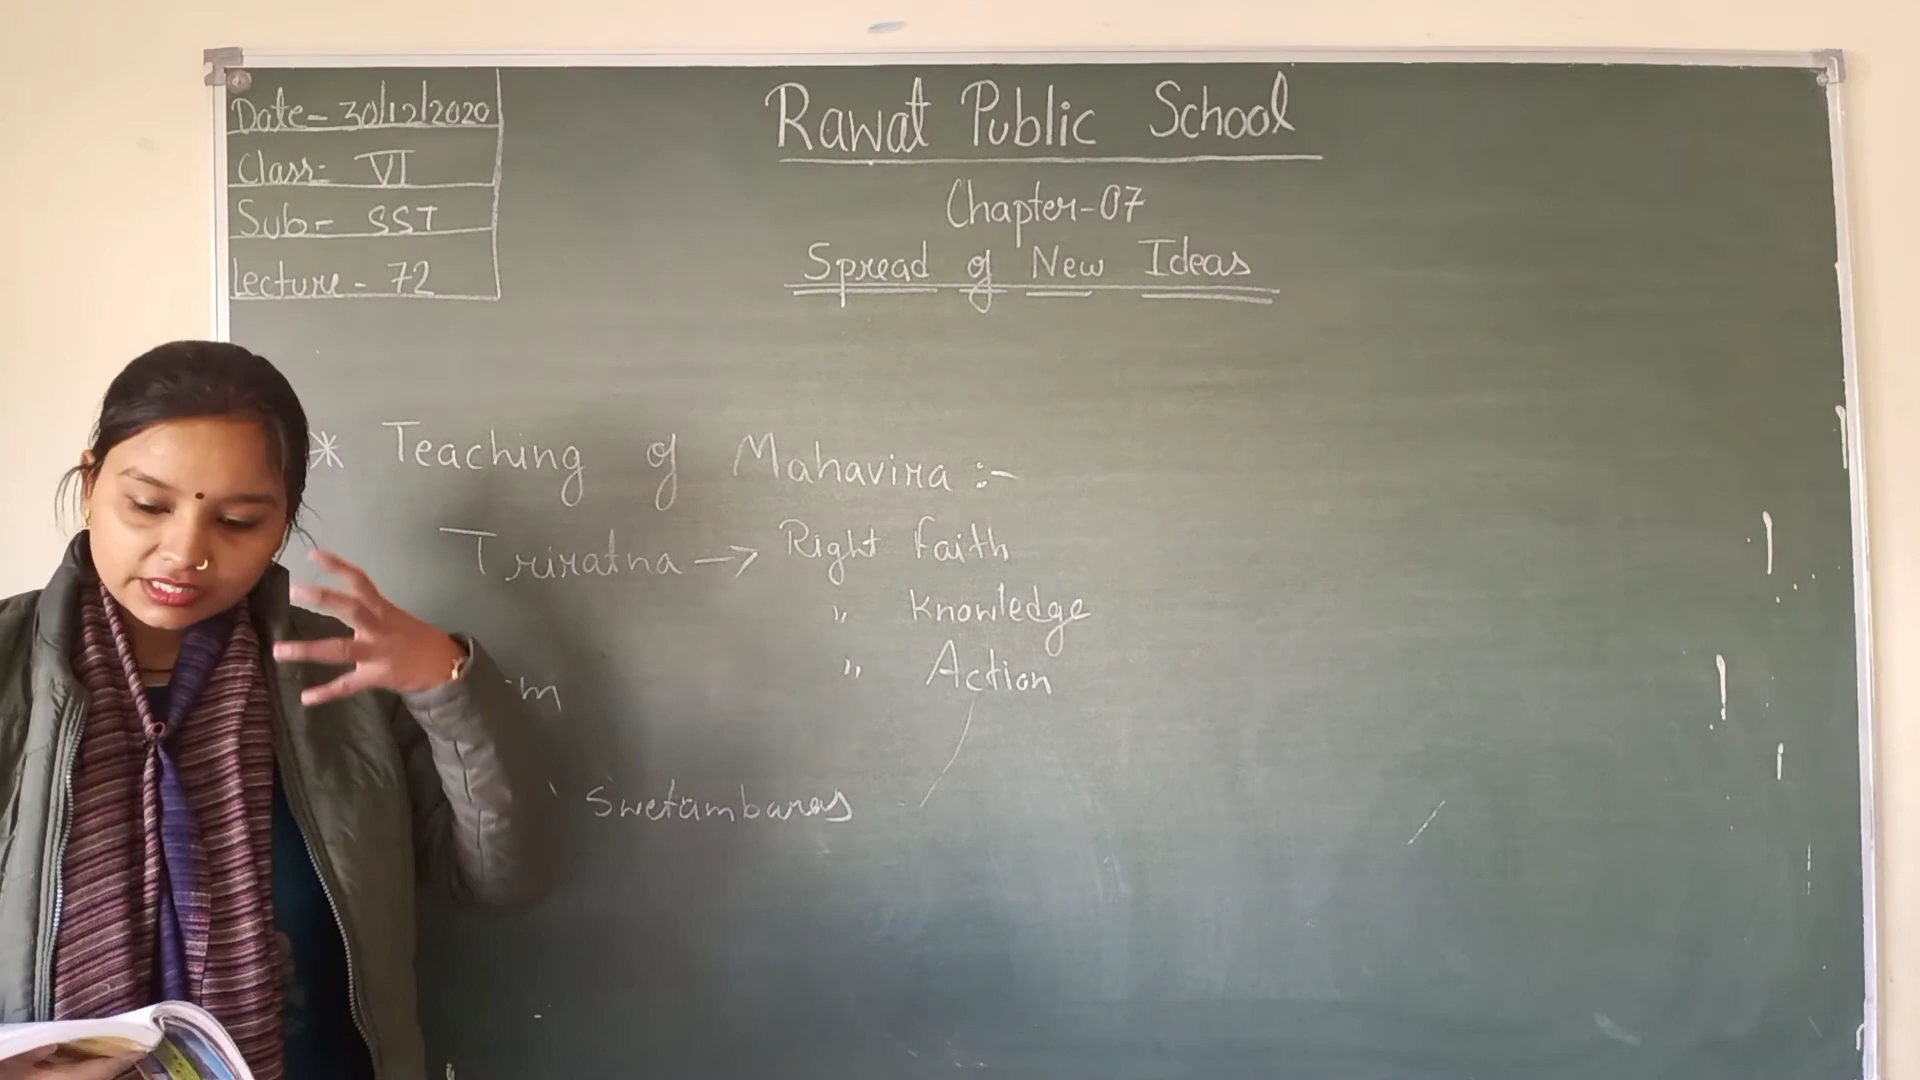 Date- 30/12/2020
Class- VI
Sub- SST
Lecture- 72
Rawat Public School
Chapter-07
Spread of New Ideas
* Teaching of Mahavira :-
Triratna → Right Faith
" Knowledge
" Action
Swetambaras